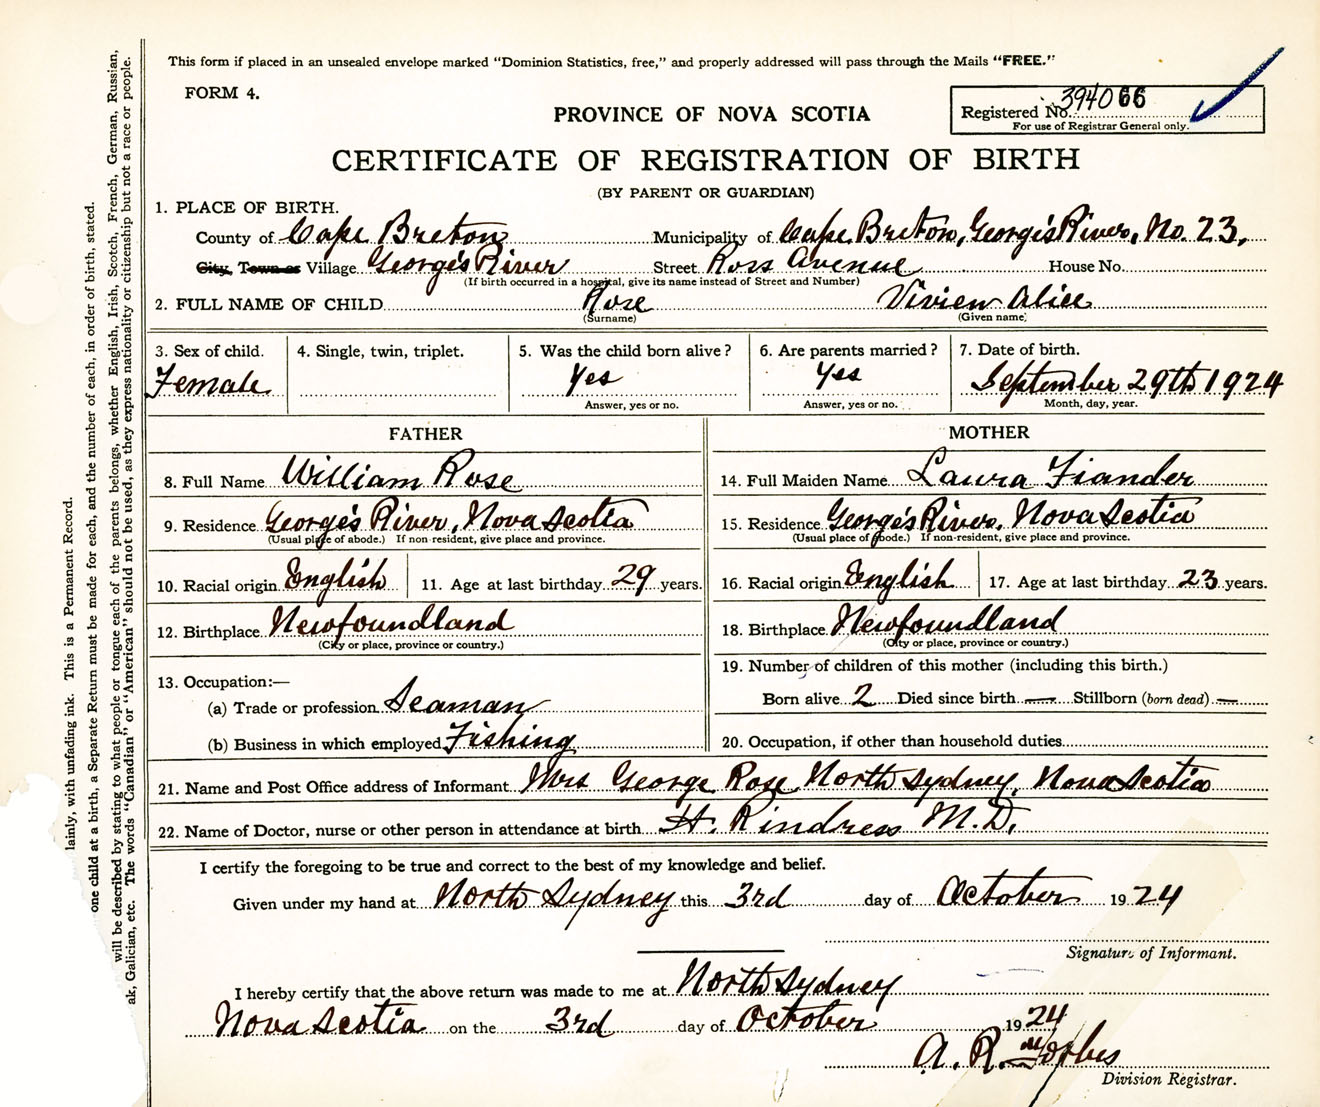 This form if placed in an unsealed envelope marked "Dominion Statistics, free," and properly addressed will pass through the Mails "FREE."
FORM 4.
PROVINCE OF NOVA SCOTIA
Registered No. 394066
For use of Registrar General only.
CERTIFICATE OF REGISTRATION OF BIRTH
(BY PARENT OR GUARDIAN)
1. PLACE OF BIRTH.
County of Cape Breton Municipality of Cape Breton, George's River, No. 23,
City, Town or Village George's River Street Ross Avenue House No.
(If birth occurred in a hospital, give its name instead of Street and Number)
2. FULL NAME OF CHILD Rose Vivien Alice
(Surname) (Given name)
3. Sex of child. 4. Single, twin, triplet. 5. Was the child born alive? 6. Are parents married? 7. Date of birth.
Female Yes Yes September 29th 1924
Answer, yes or no. Answer, yes or no. Month, day, year.
FATHER MOTHER
8. Full Name William Rose 14. Full Maiden Name Laura Fiander
9. Residence George's River, Nova Scotia 15. Residence George's River, Nova Scotia
(Usual place of abode.) If non-resident, give place and province. (Usual place of abode.) If non-resident, give place and province.
10. Racial origin English 11. Age at last birthday 29 years. 16. Racial origin English 17. Age at last birthday 23 years.
12. Birthplace Newfoundland 18. Birthplace Newfoundland
(City or place, province or country.) (City or place, province or country.)
19. Number of children of this mother (including this birth.)
13. Occupation:—
Born alive 2 Died since birth — Stillborn (born dead) —
(a) Trade or profession Seaman
(b) Business in which employed Fishing 20. Occupation, if other than household duties
21. Name and Post Office address of Informant Mrs George Rose, North Sydney, Nova Scotia
22. Name of Doctor, nurse or other person in attendance at birth H. Rindress M.D.
I certify the foregoing to be true and correct to the best of my knowledge and belief.
Given under my hand at North Sydney this 3rd day of October 1924
Signature of Informant.
I hereby certify that the above return was made to me at North Sydney
Nova Scotia on the 3rd day of October 1924
A. R. Forbes
Division Registrar.
lainly, with unfading ink. This is a Permanent Record.
one child at a birth, a Separate Return must be made for each, and the number of each, in order of birth, stated.
will be described by stating to what people or tongue each of the parents belongs, whether English, Irish, Scotch, French, German, Russian,
ak, Galician, etc. The words "Canadian" or "American" should not be used, as they express nationality or citizenship but not a race or people.